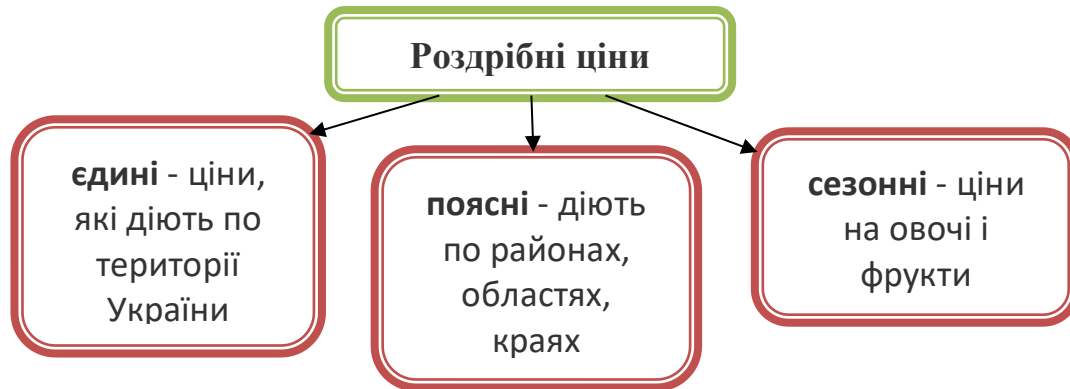 Роздрібні ціни
єдині - ціни,
які діють по
території
України
поясні - діють
по районах,
областях,
краях
сезонні - ціни
на овочі і
фрукти